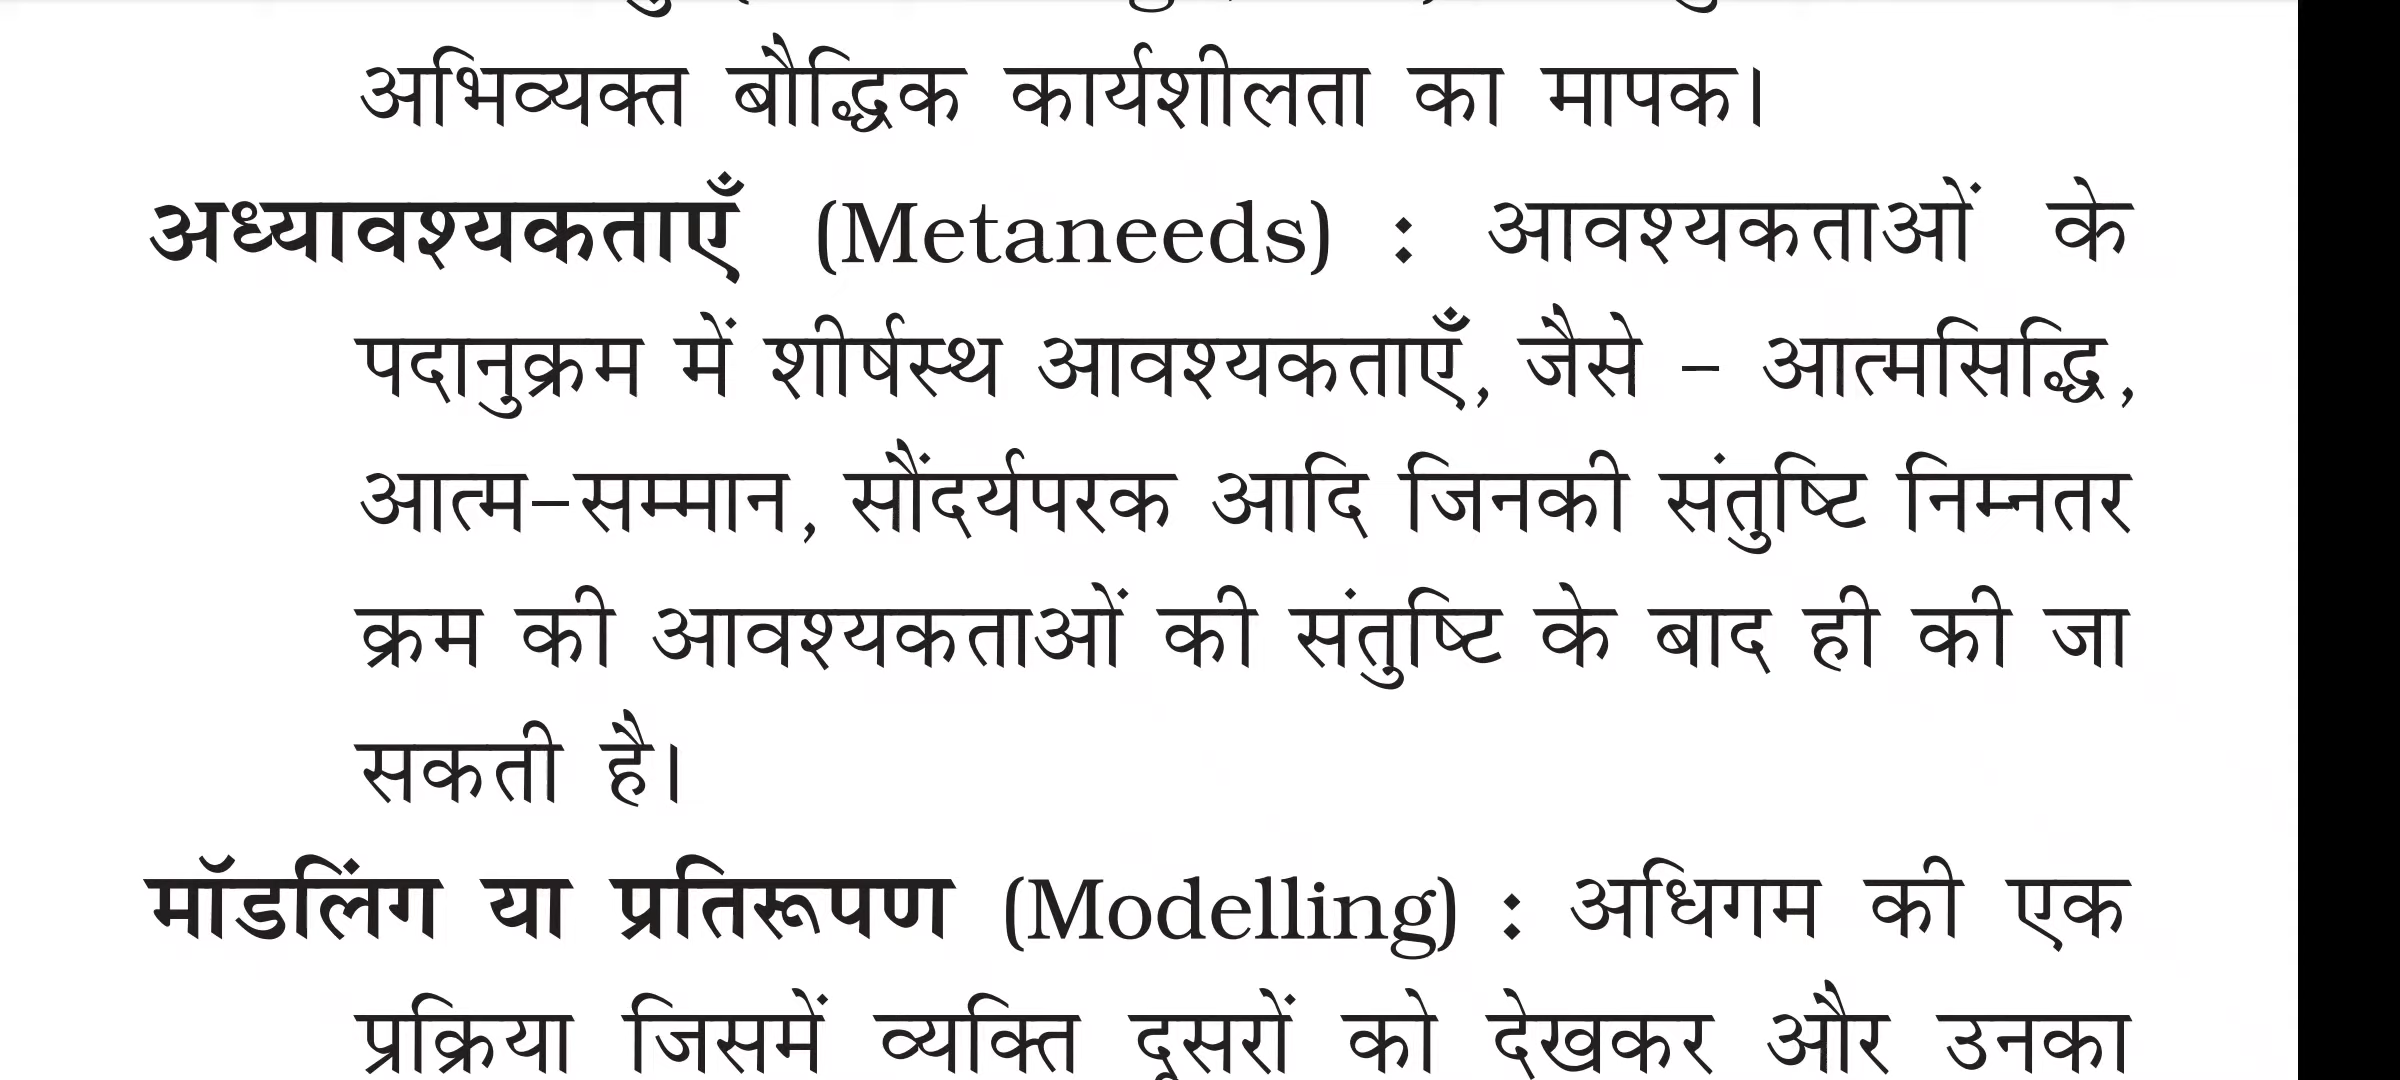 अभिव्यक्त बौद्धिक कार्यशीलता का मापक।
अध्यावश्यकताएँ (Metaneeds) : आवश्यकताओं के
पदानुक्रम में शीर्षस्थ आवश्यकताएँ, जैसे – आत्मसिद्धि,
आत्म–सम्मान, सौंदर्यपरक आदि जिनकी संतुष्टि निम्नतर
क्रम की आवश्यकताओं की संतुष्टि के बाद ही की जा
सकती है।
मॉडलिंग या प्रतिरूपण (Modelling) : अधिगम की एक
प्रक्रिया जिसमें व्यक्ति दूसरों को देखकर और उनका